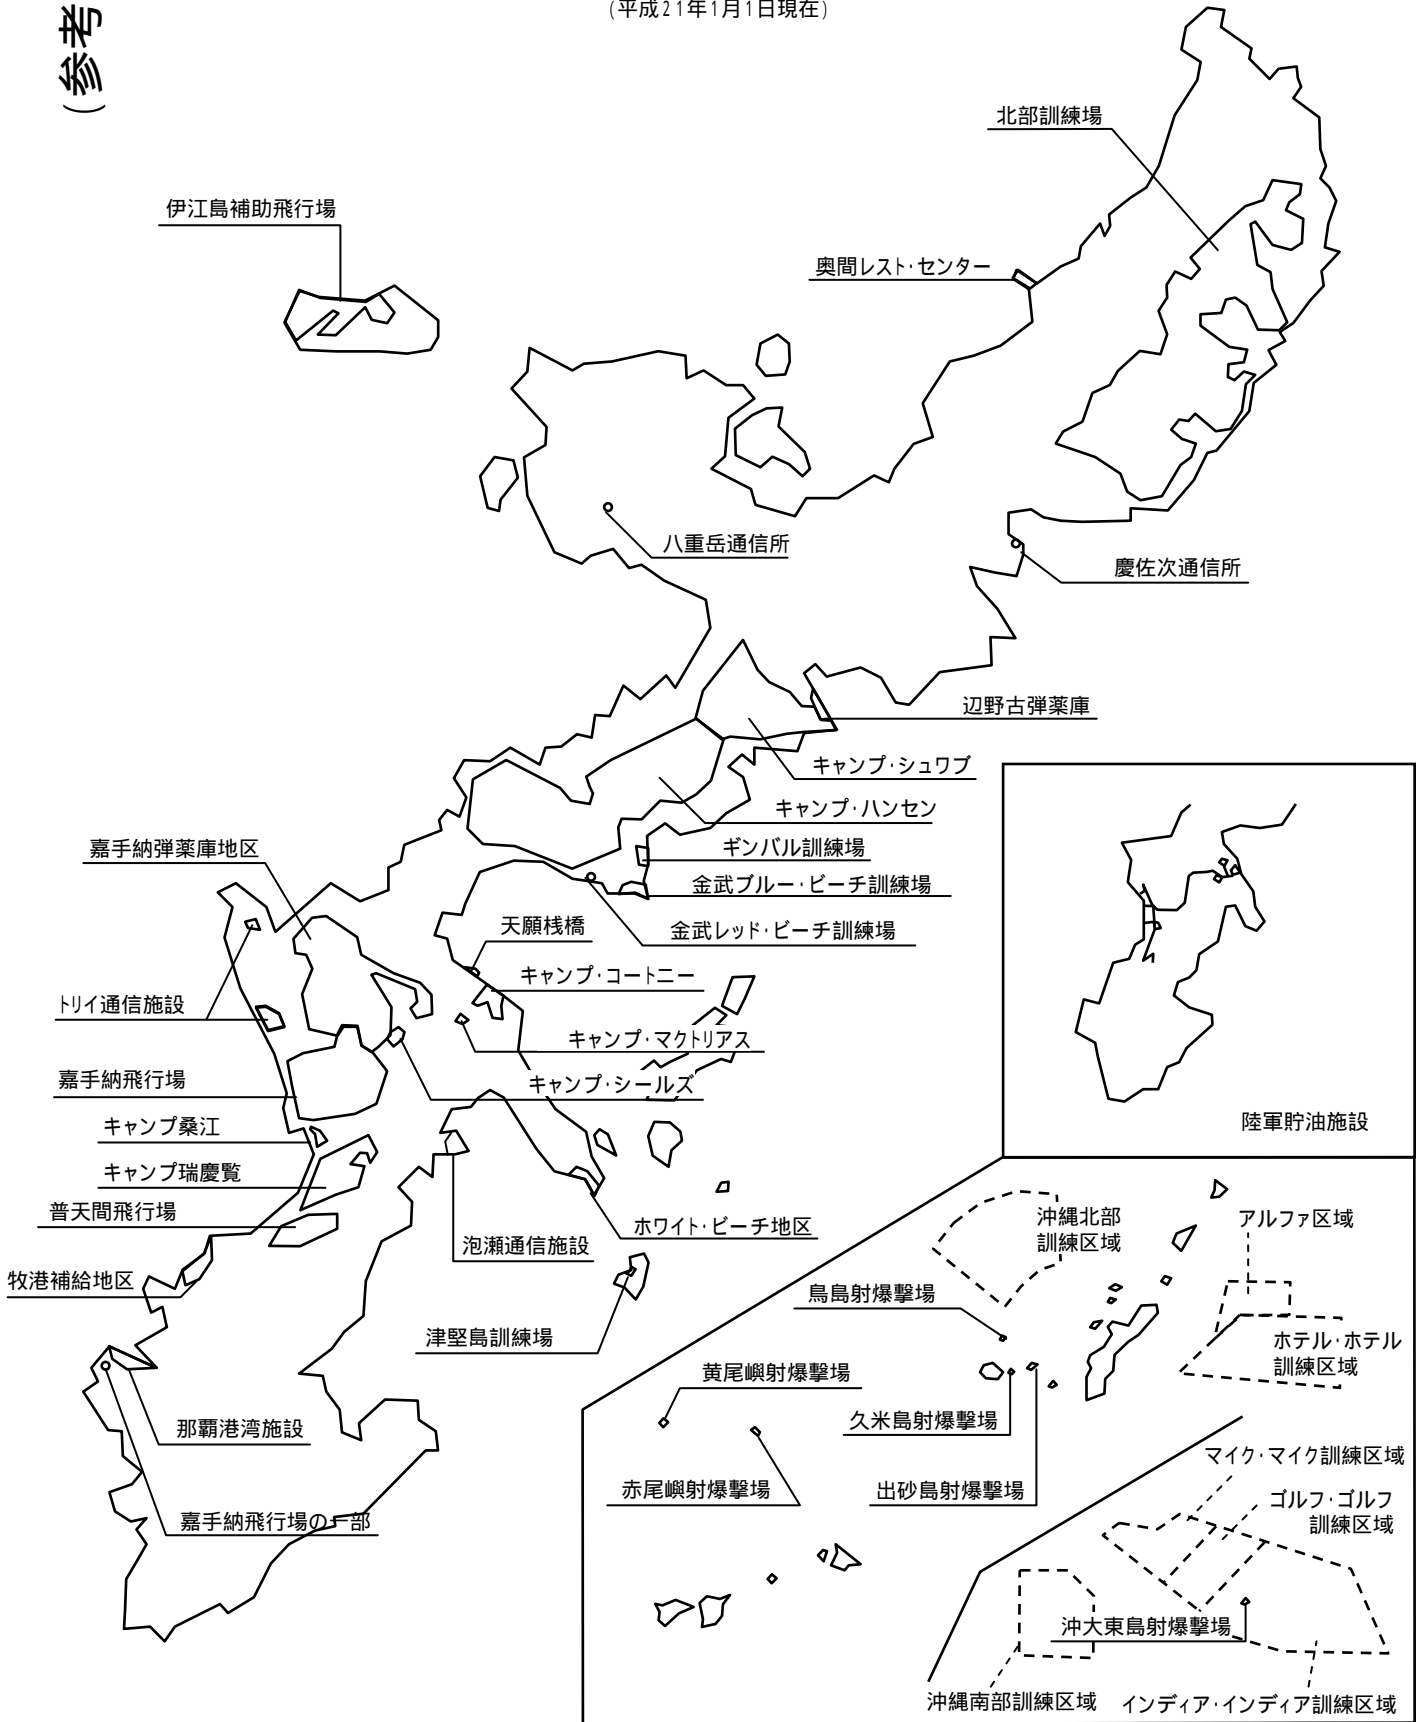 （参考
(平成21年1月1日現在)
北部訓練場
伊江島補助飛行場
奥間レスト・センター
八重岳通信所
慶佐次通信所
辺野古弾薬庫
キャンプ・シュワブ
キャンプ・ハンセン
嘉手納弾薬庫地区
ギンバル訓練場
金武ブルー・ビーチ訓練場
天願桟橋
金武レッド・ビーチ訓練場
キャンプ・コートニー
トリイ通信施設
キャンプ・マクトリアス
嘉手納飛行場
キャンプ・シールズ
キャンプ桑江
陸軍貯油施設
キャンプ瑞慶覧
普天間飛行場
ホワイト・ビーチ地区
泡瀬通信施設
牧港補給地区
津堅島訓練場
那覇港湾施設
嘉手納飛行場の一部
沖縄北部
訓練区域
アルファ区域
鳥島射爆撃場
ホテル・ホテル
訓練区域
黄尾嶼射爆撃場
久米島射爆撃場
赤尾嶼射爆撃場
出砂島射爆撃場
マイク・マイク訓練区域
ゴルフ・ゴルフ
訓練区域
沖大東島射爆撃場
沖縄南部訓練区域
インディア・インディア訓練区域